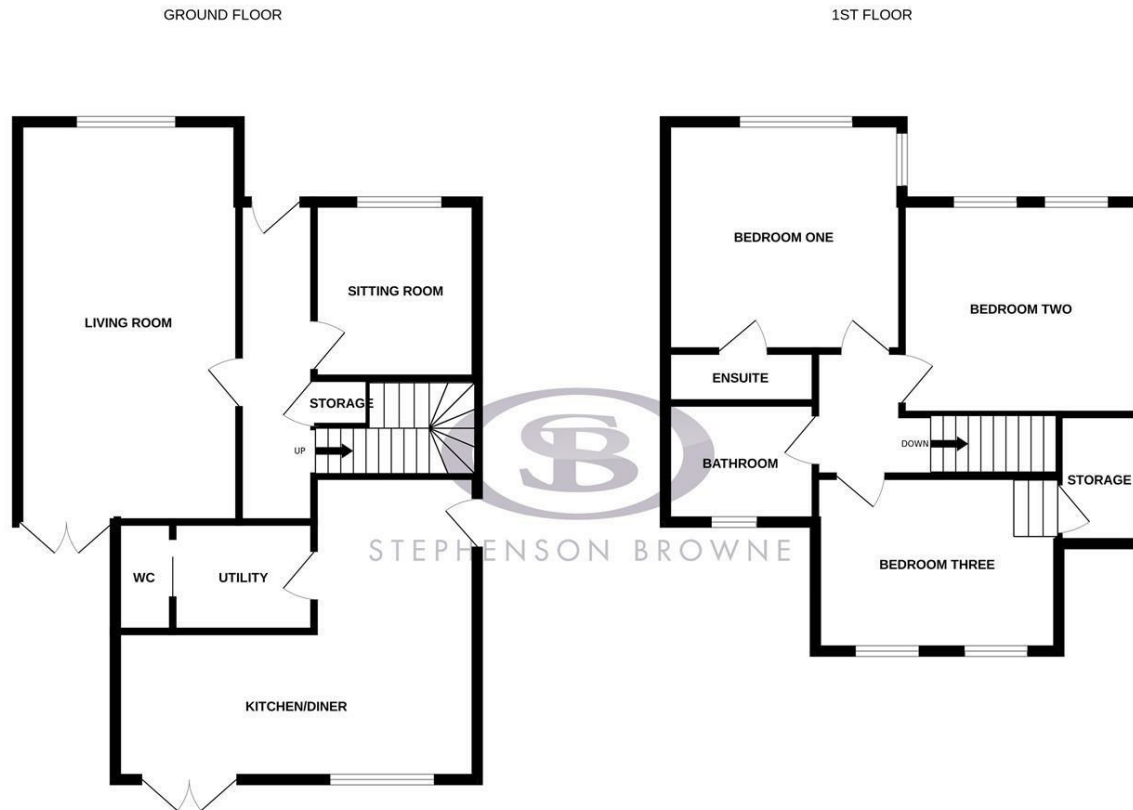 GROUND FLOOR
LIVING ROOM
SITTING ROOM
STORAGE
UP
WC
UTILITY
KITCHEN/DINER
1ST FLOOR
BEDROOM ONE
BEDROOM TWO
ENSUITE
BATHROOM
DOWN
STORAGE
BEDROOM THREE
SB
STEPHENSON BROWNE